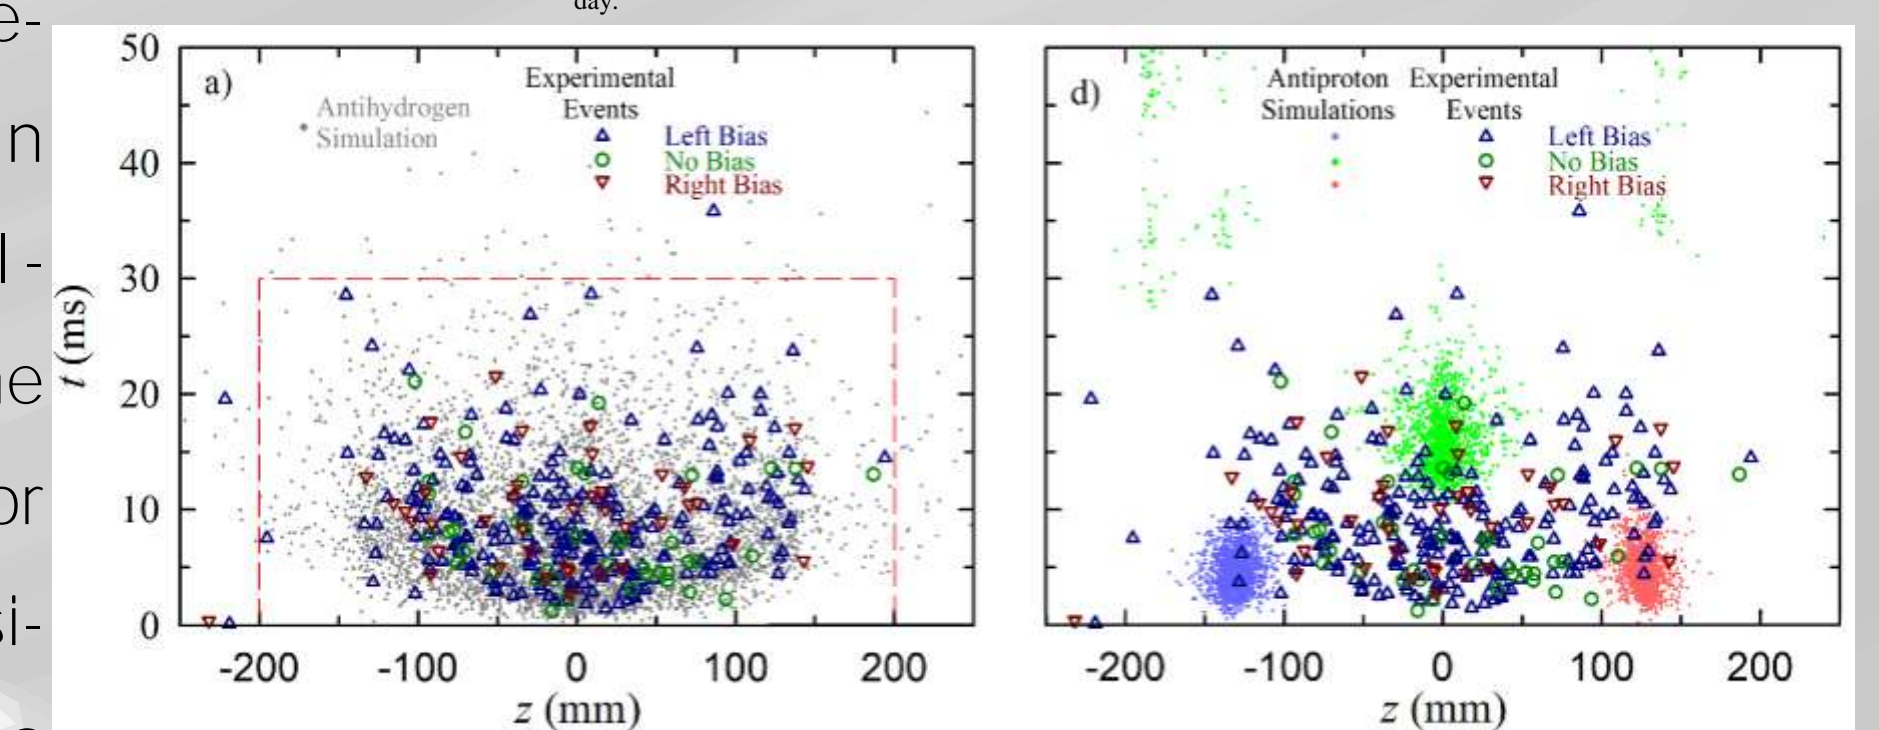 day.
e-
n
l-
e
or
si-
50
40
30
20
10
0
t (ms)
a)
Antihydrogen
Simulation
Experimental
Events
Left Bias
No Bias
Right Bias
-200 -100 0 100 200
z (mm)
d)
Antiproton Experimental
Simulations Events
Left Bias
No Bias
Right Bias
-200 -100 0 100 200
z (mm)